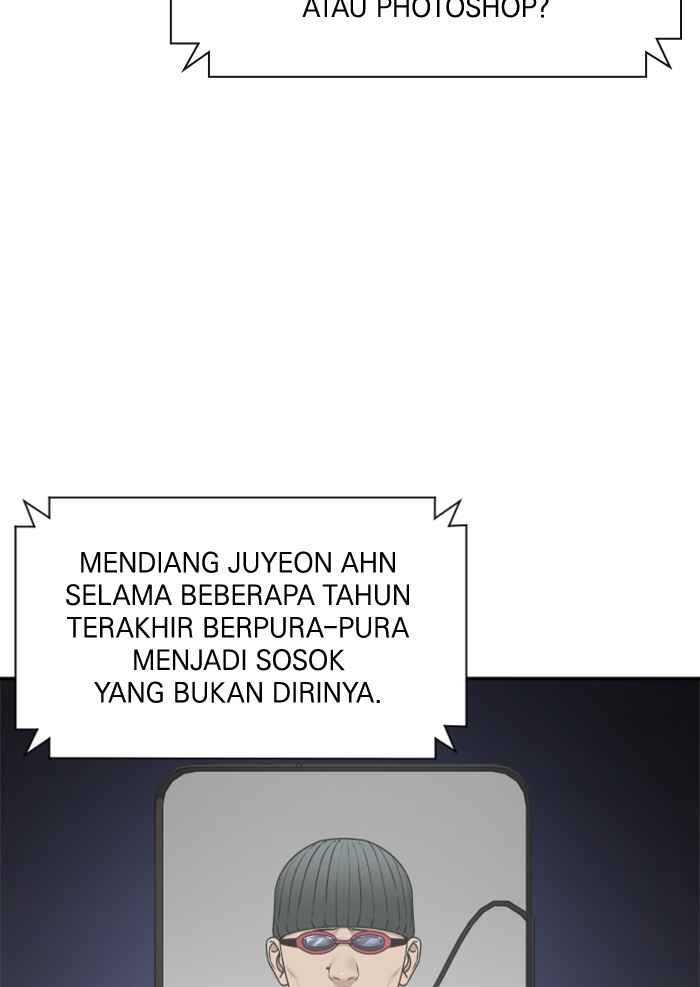 ATAU PHOTOSHOP?
MENDIANG JUYEON AHN
SELAMA BEBERAPA TAHUN
TERAKHIR BERPURA-PURA
MENJADI SOSOK
YANG BUKAN DIRINYA.